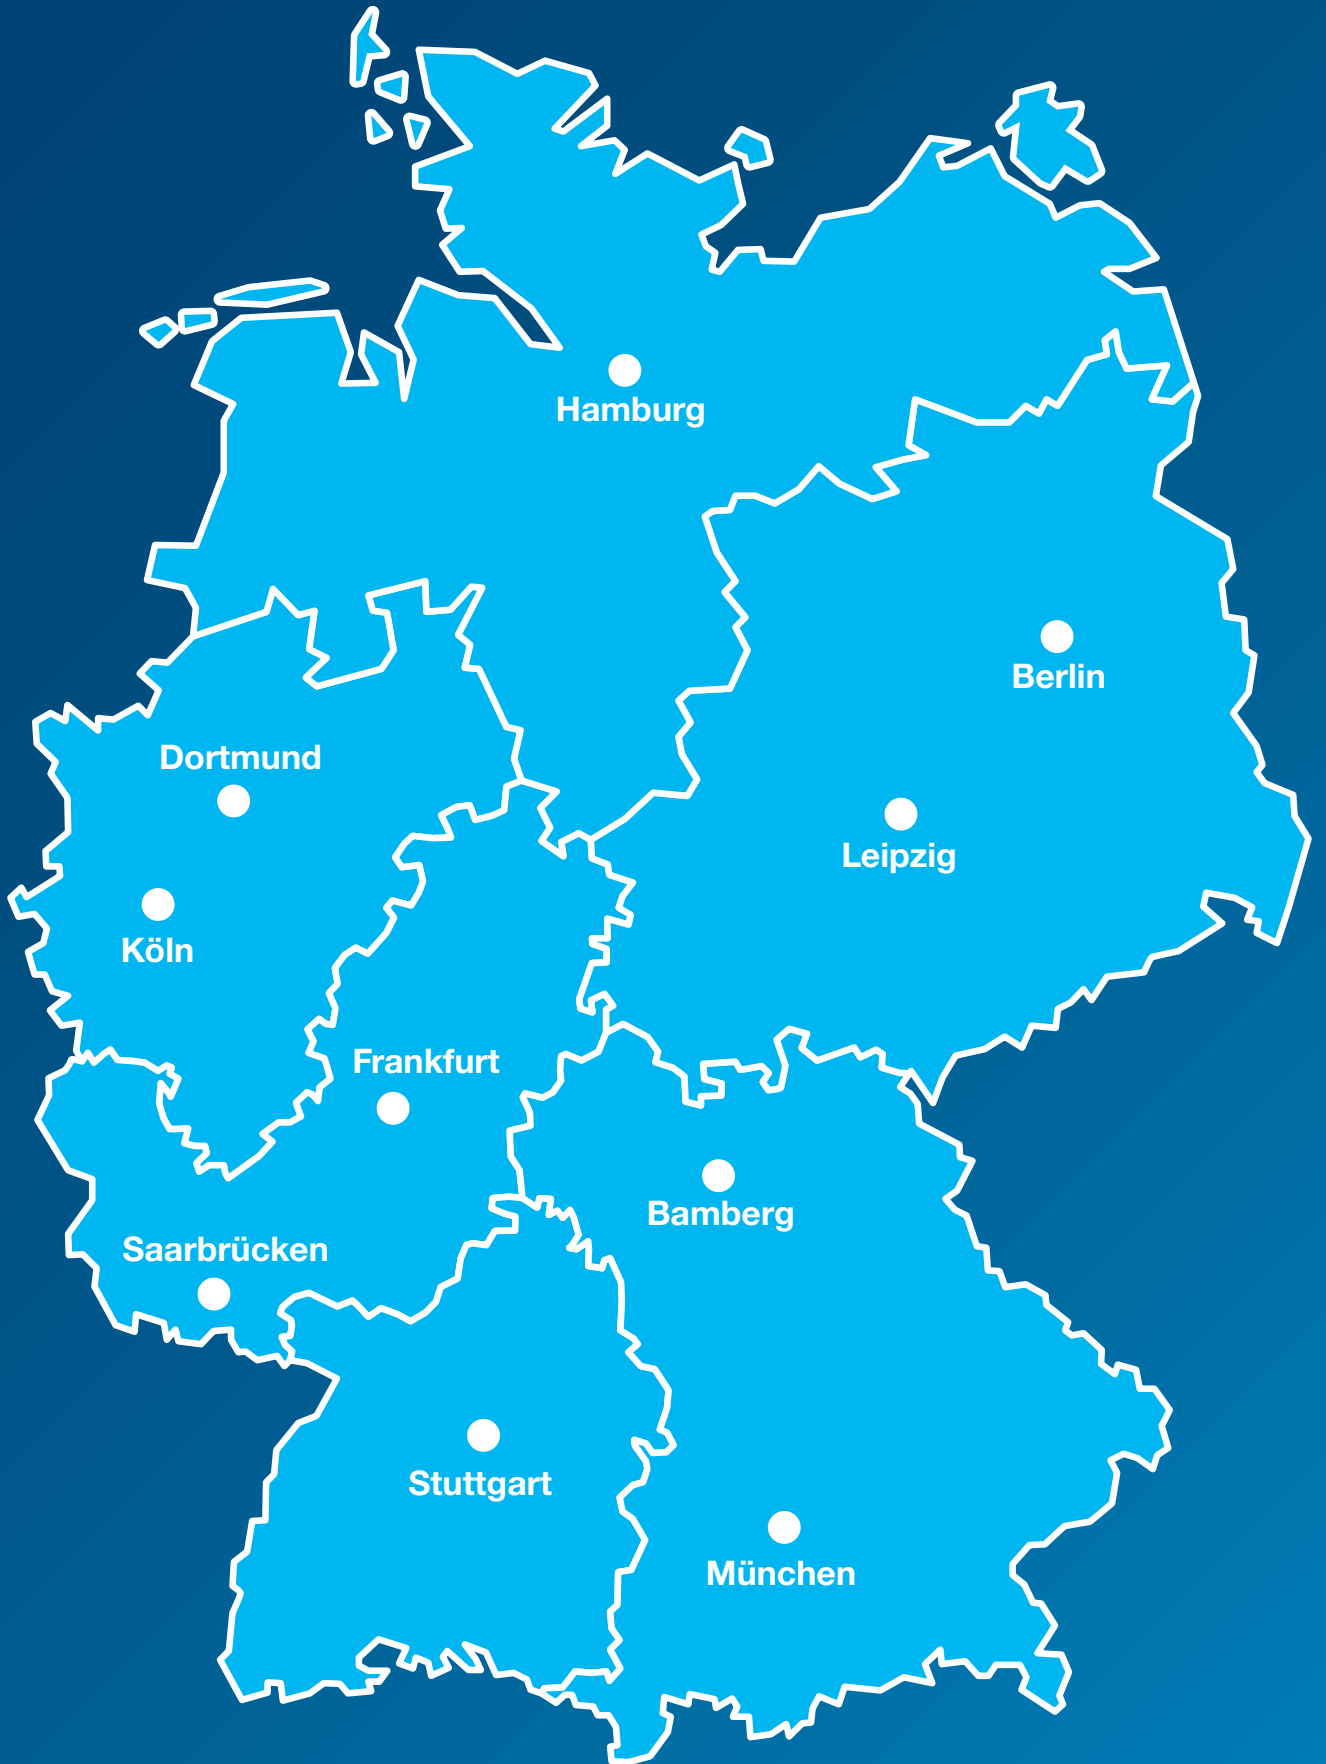 Hamburg
Berlin
Dortmund
Leipzig
Köln
Frankfurt
Bamberg
Saarbrücken
Stuttgart
München